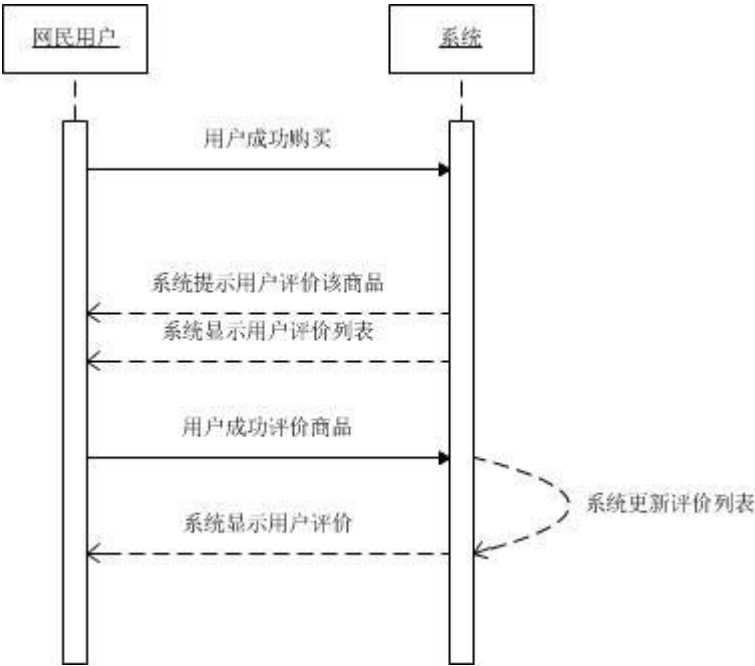 网民用户
系统
用户成功购买
系统提示用户评价该商品
系统显示用户评价列表
用户成功评价商品
系统更新评价列表
系统显示用户评价